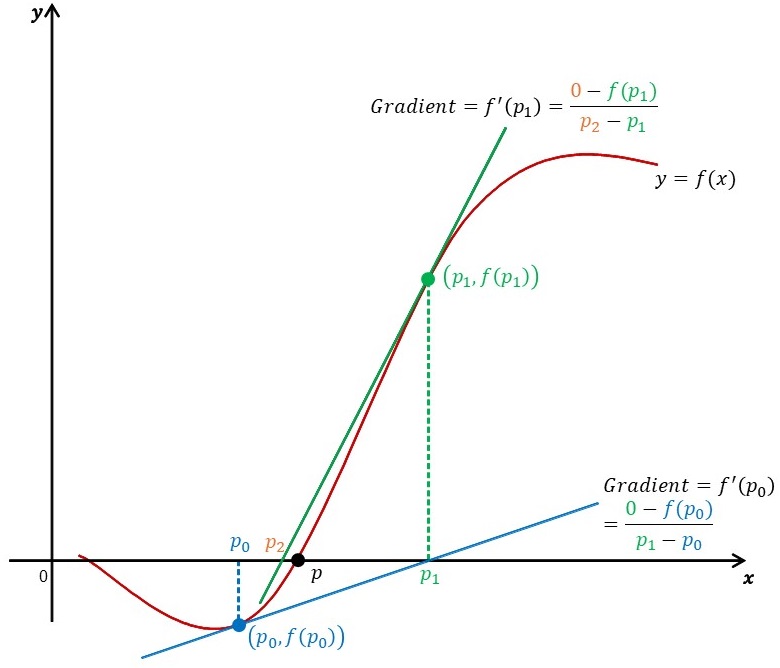 y
Gradient = f′(p₁) = (0 − f(p₁))/(p₂ − p₁)
y = f(x)
(p₁, f(p₁))
Gradient = f′(p₀)
= (0 − f(p₀))/(p₁ − p₀)
p₀ p₂
0 p p₁ x
(p₀, f(p₀))